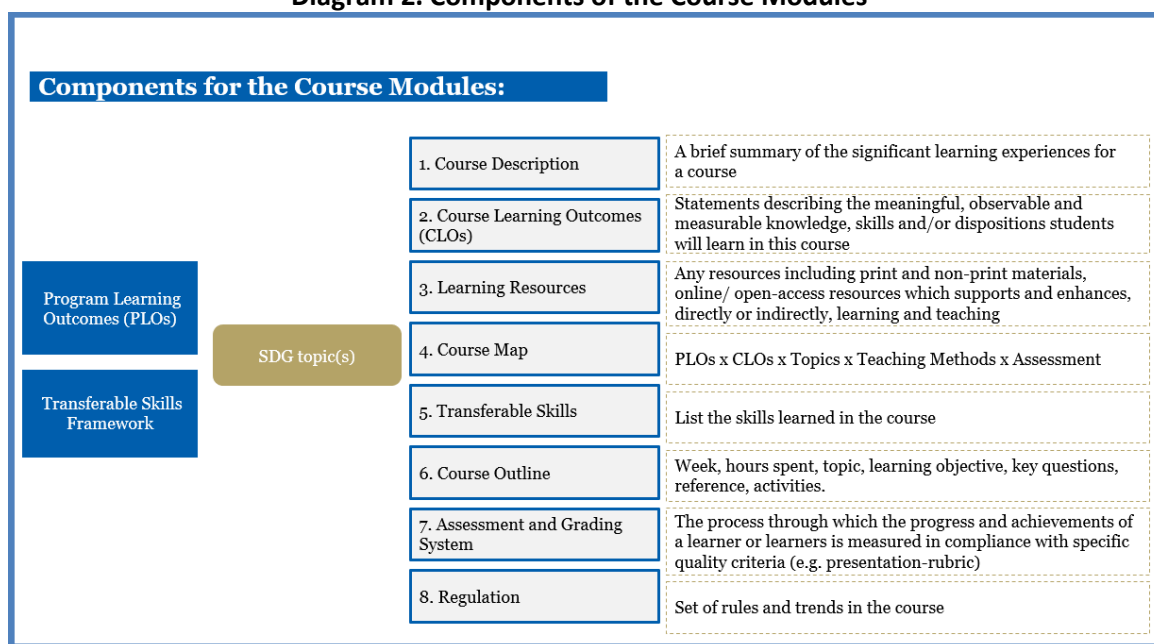 Diagram 2. Components of the Course Modules
Components for the Course Modules:
Program Learning
Outcomes (PLOs)
Transferable Skills
Framework
SDG topic(s)
1. Course Description
A brief summary of the significant learning experiences for
a course
2. Course Learning Outcomes
(CLOs)
Statements describing the meaningful, observable and
measurable knowledge, skills and/or dispositions students
will learn in this course
3. Learning Resources
Any resources including print and non-print materials,
online/ open-access resources which supports and enhances,
directly or indirectly, learning and teaching
4. Course Map
PLOs x CLOs x Topics x Teaching Methods x Assessment
5. Transferable Skills
List the skills learned in the course
6. Course Outline
Week, hours spent, topic, learning objective, key questions,
reference, activities.
7. Assessment and Grading
System
The process through which the progress and achievements of
a learner or learners is measured in compliance with specific
quality criteria (e.g. presentation-rubric)
8. Regulation
Set of rules and trends in the course